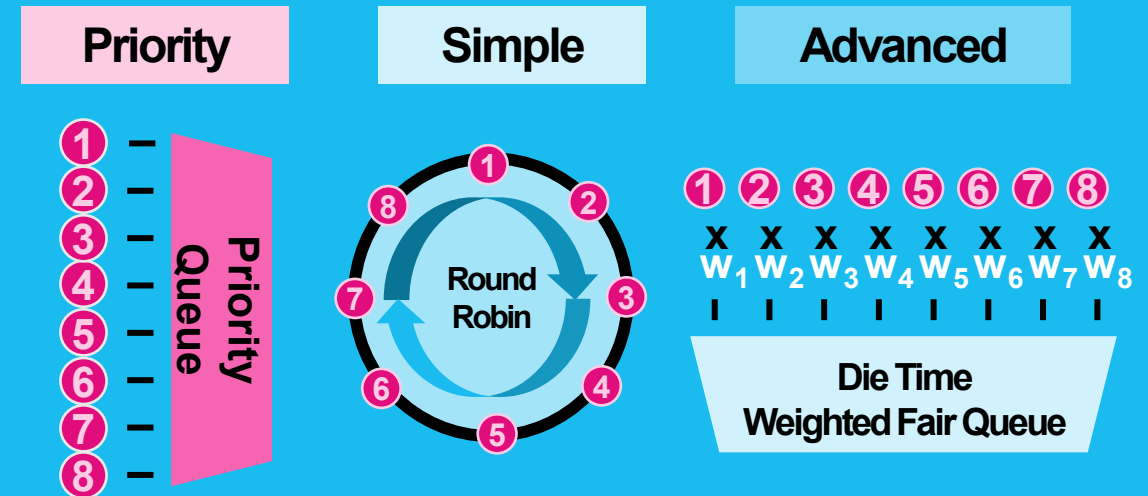 Priority
Simple
Advanced
1
2
3
4
5
6
7
8
Priority
Queue
1
2
3
4
5
6
7
8
Round
Robin
1 2 3 4 5 6 7 8
x x x x x x x x
W1 W2 W3 W4 W5 W6 W7 W8
Die Time
Weighted Fair Queue